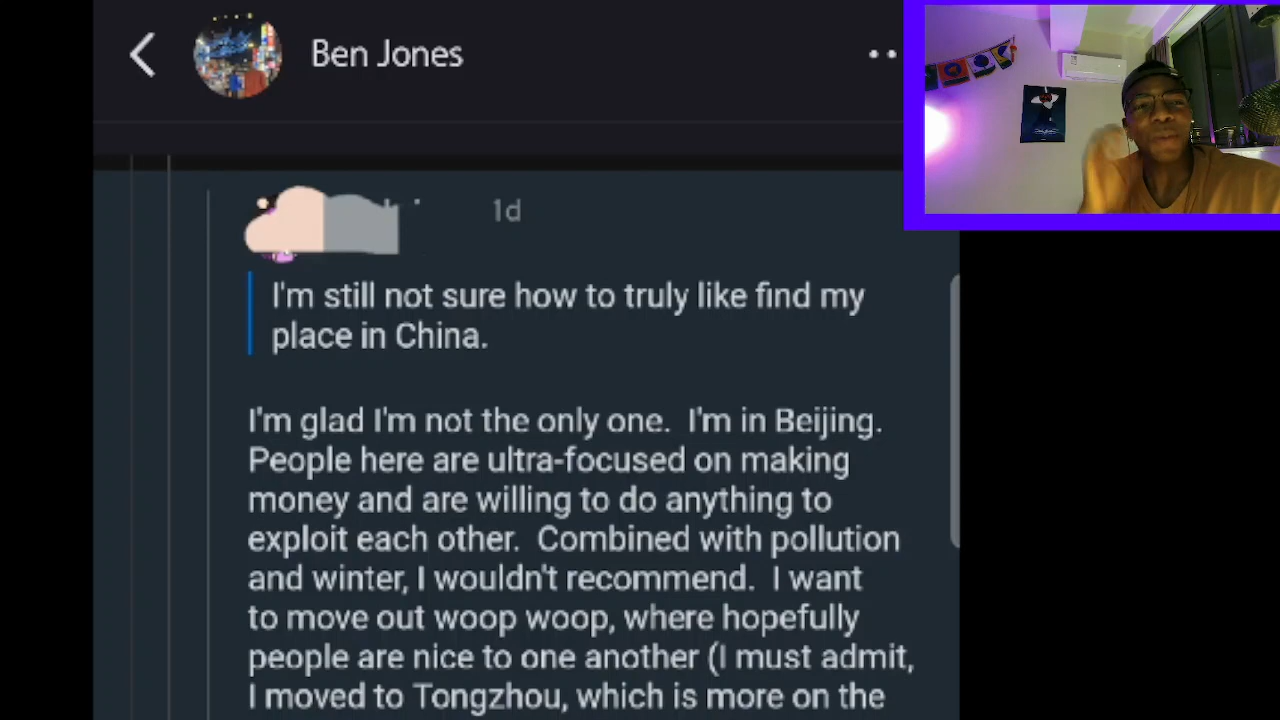 Ben Jones
1d
I'm still not sure how to truly like find my
place in China.
I'm glad I'm not the only one.  I'm in Beijing.
People here are ultra-focused on making
money and are willing to do anything to
exploit each other.  Combined with pollution
and winter, I wouldn't recommend.  I want
to move out woop woop, where hopefully
people are nice to one another (I must admit,
I moved to Tongzhou, which is more on the